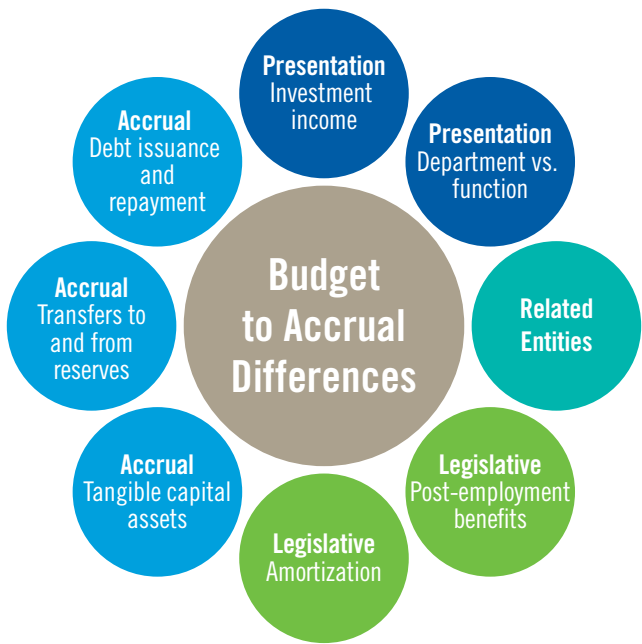 Presentation
Investment
income
Presentation
Department vs.
function
Related
Entities
Legislative
Post-employment
benefits
Legislative
Amortization
Accrual
Tangible capital
assets
Accrual
Transfers to
and from
reserves
Accrual
Debt issuance
and
repayment
Budget
to Accrual
Differences